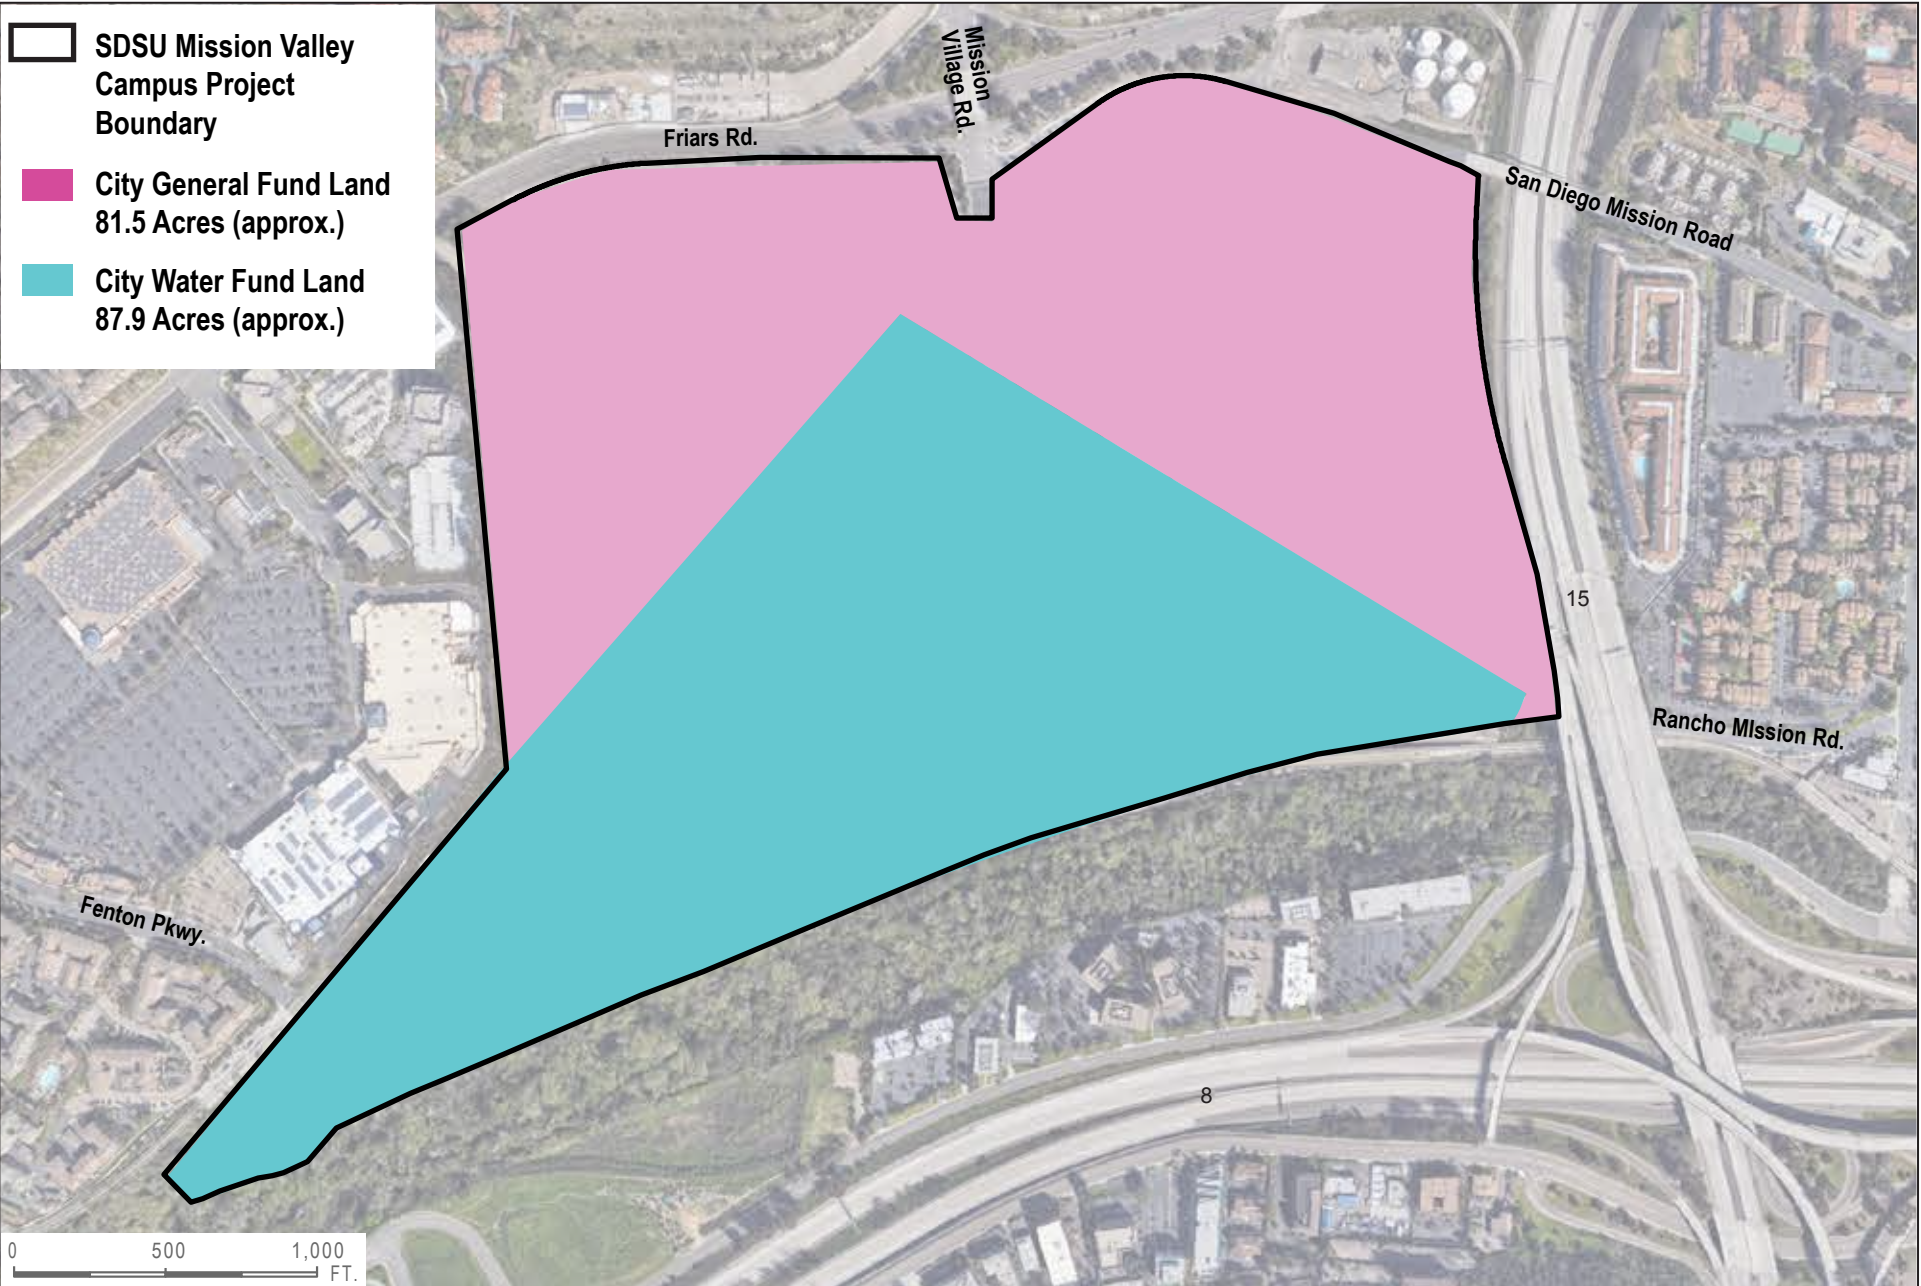 SDSU Mission Valley
Campus Project
Boundary
City General Fund Land
81.5 Acres (approx.)
City Water Fund Land
87.9 Acres (approx.)
Mission
Village Rd.
Friars Rd.
San Diego Mission Road
15
Rancho MIssion Rd.
Fenton Pkwy.
8
0 500 1,000
FT.